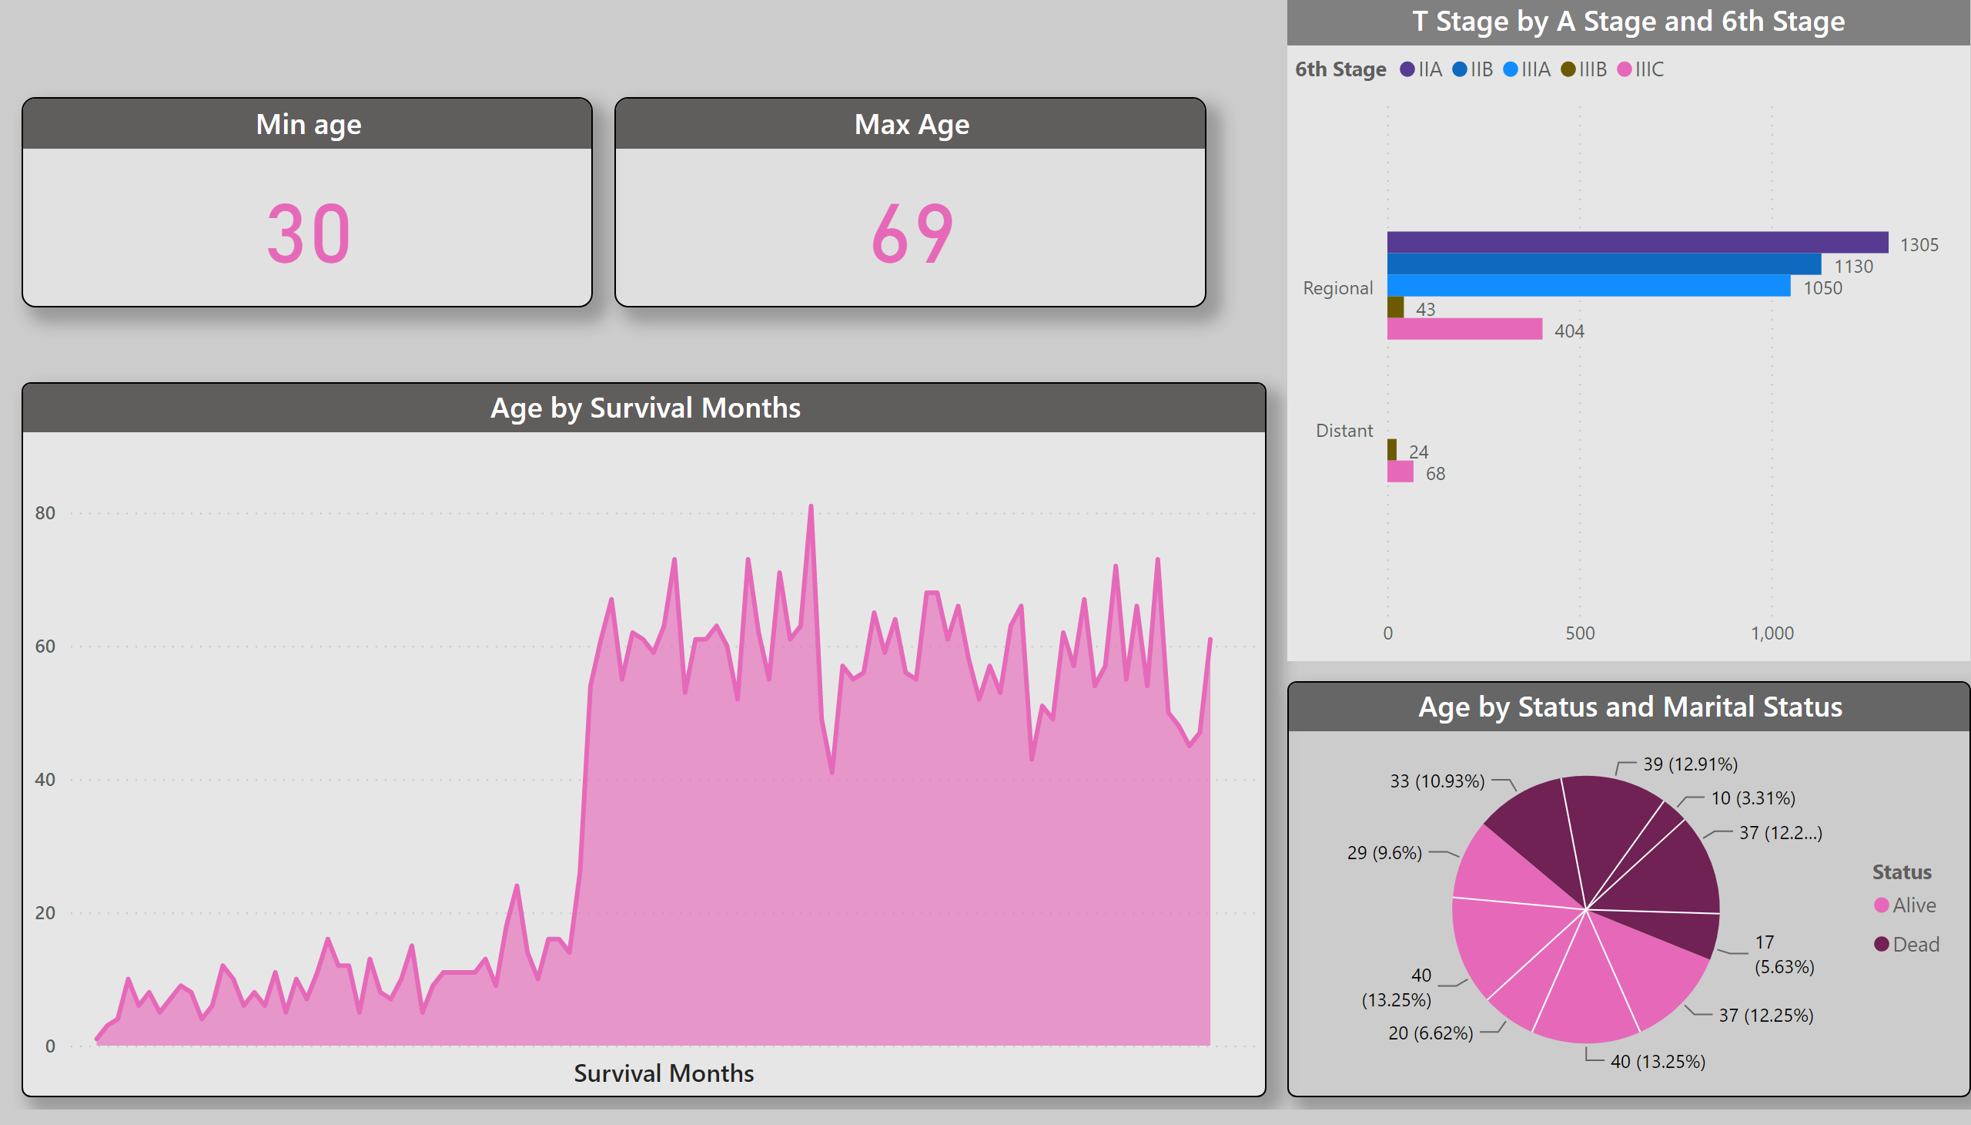 Min age
30
Max Age
69
Age by Survival Months
80
60
40
20
0
Survival Months
T Stage by A Stage and 6th Stage
6th Stage IIA IIB IIIA IIIB IIIC
Regional
1305
1130
1050
43
404
Distant
24
68
0 500 1,000
Age by Status and Marital Status
39 (12.91%)
10 (3.31%)
37 (12.2...)
17
(5.63%)
37 (12.25%)
40 (13.25%)
20 (6.62%)
40
(13.25%)
29 (9.6%)
33 (10.93%)
Status
Alive
Dead